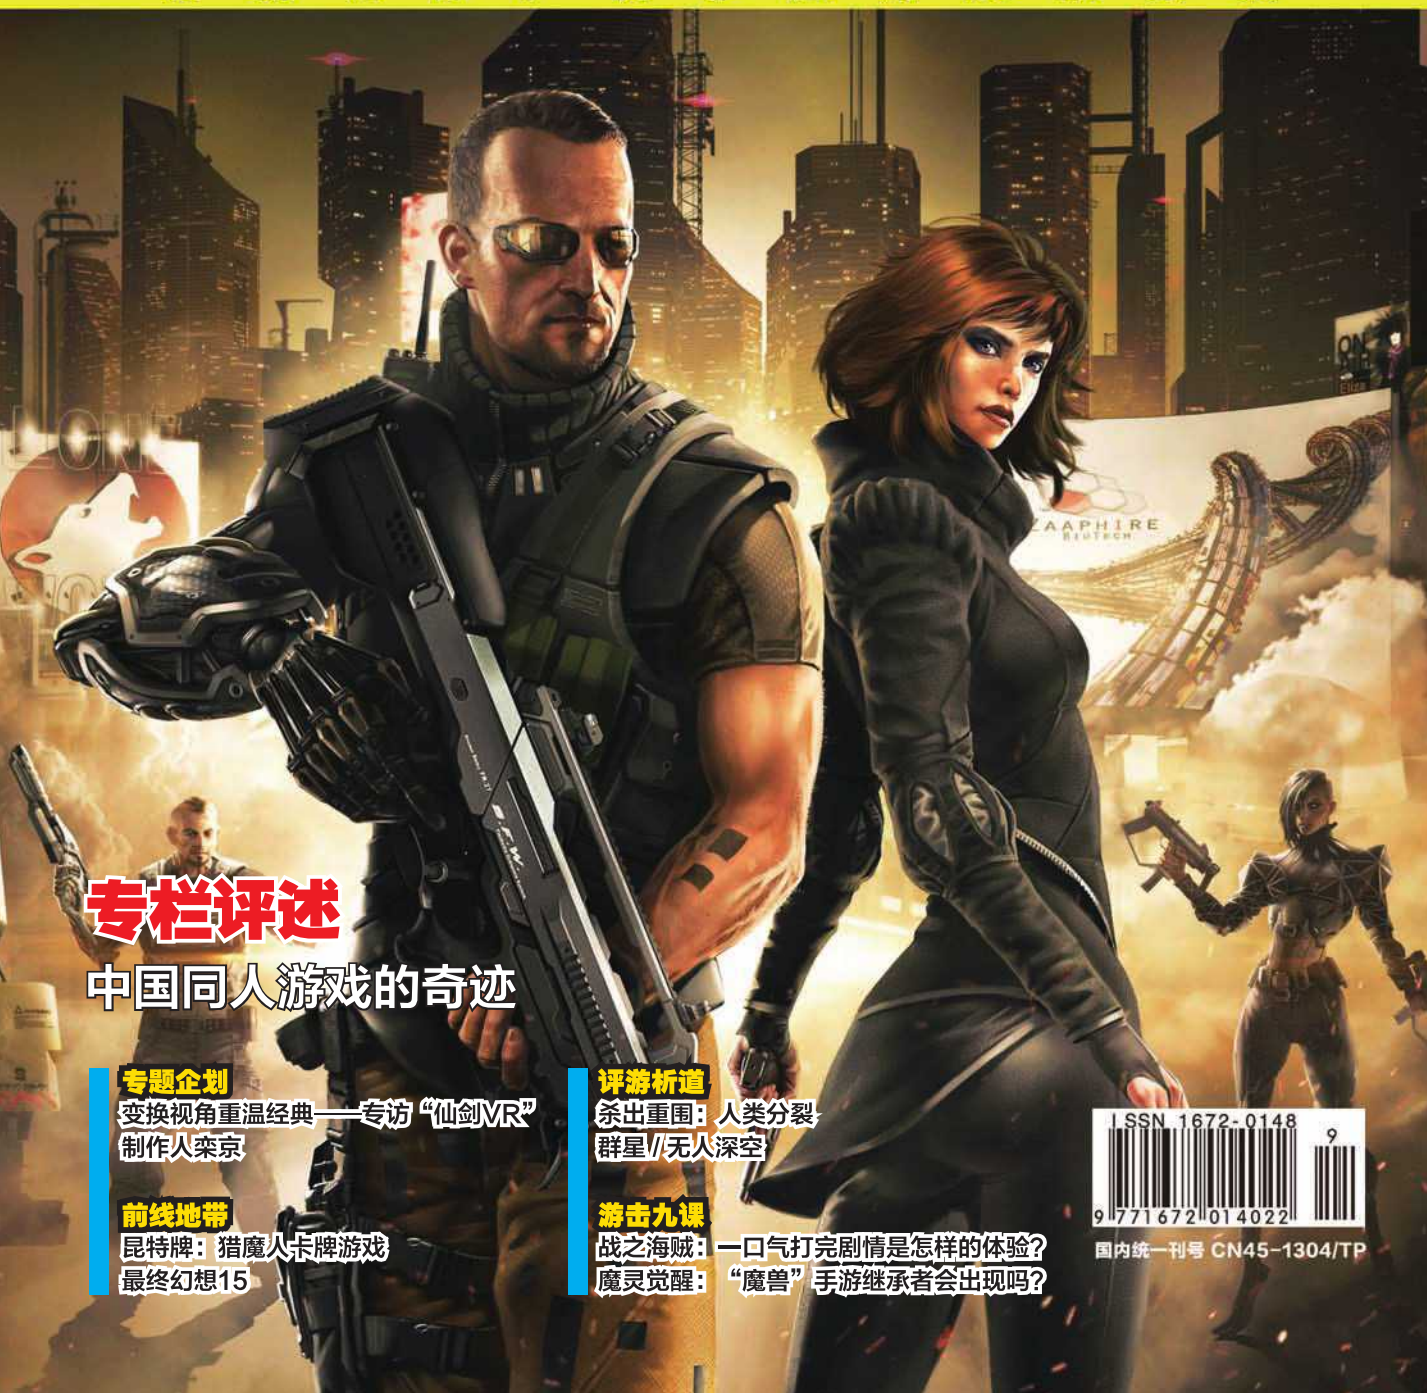 ON
AIR
Eliza
ZAAPHIRE
BIOTECH
专栏评述
中国同人游戏的奇迹
专题企划
变换视角重温经典——专访“仙剑VR”
制作人栾京
前线地带
昆特牌：猎魔人卡牌游戏
最终幻想15
评游析道
杀出重围：人类分裂
群星/无人深空
游击九课
战之海贼：一口气打完剧情是怎样的体验？
魔灵觉醒：“魔兽”手游继承者会出现吗？
ISSN 1672-0148
9
9 771672 014022
国内统一刊号 CN45-1304/TP